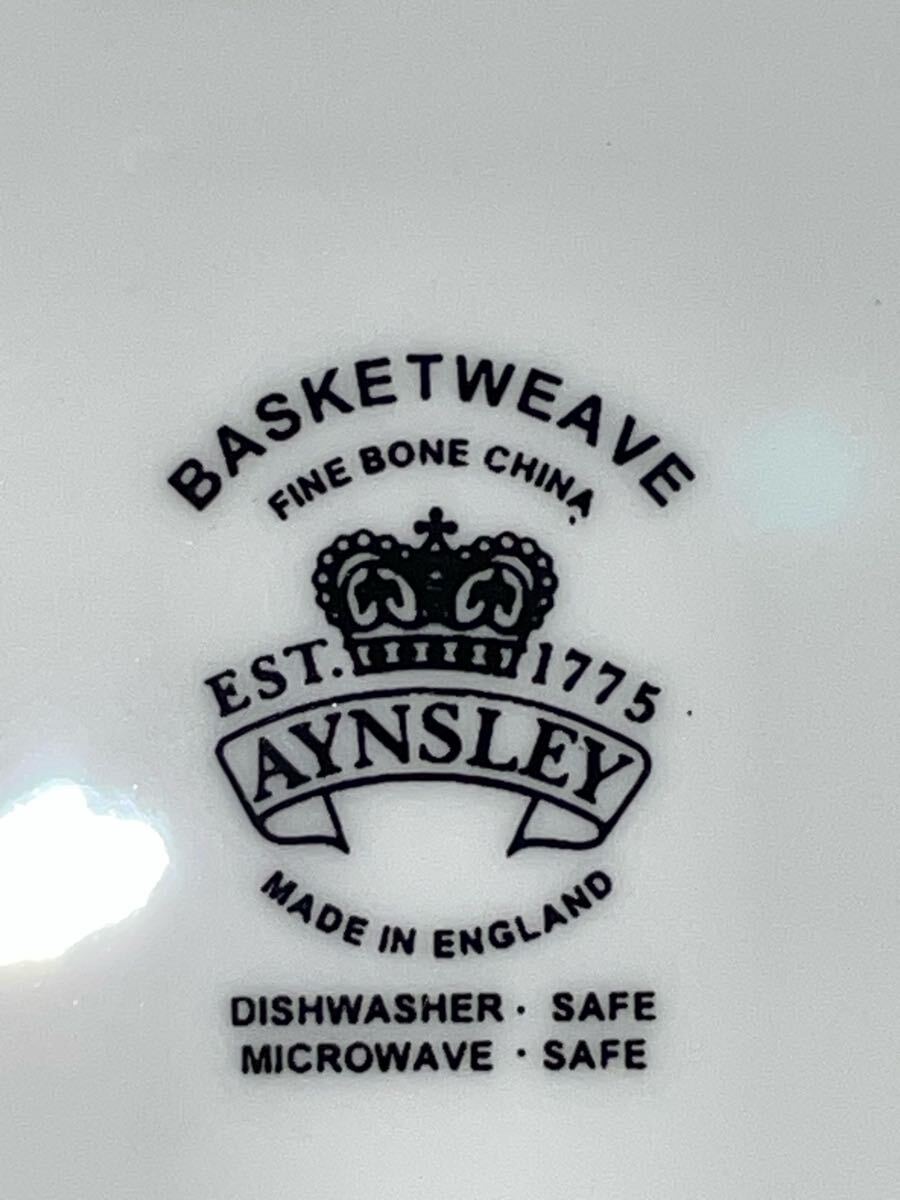 BASKETWEAVE
FINE BONE CHINA
EST. 1775
AYNSLEY
MADE IN ENGLAND
DISHWASHER · SAFE
MICROWAVE · SAFE